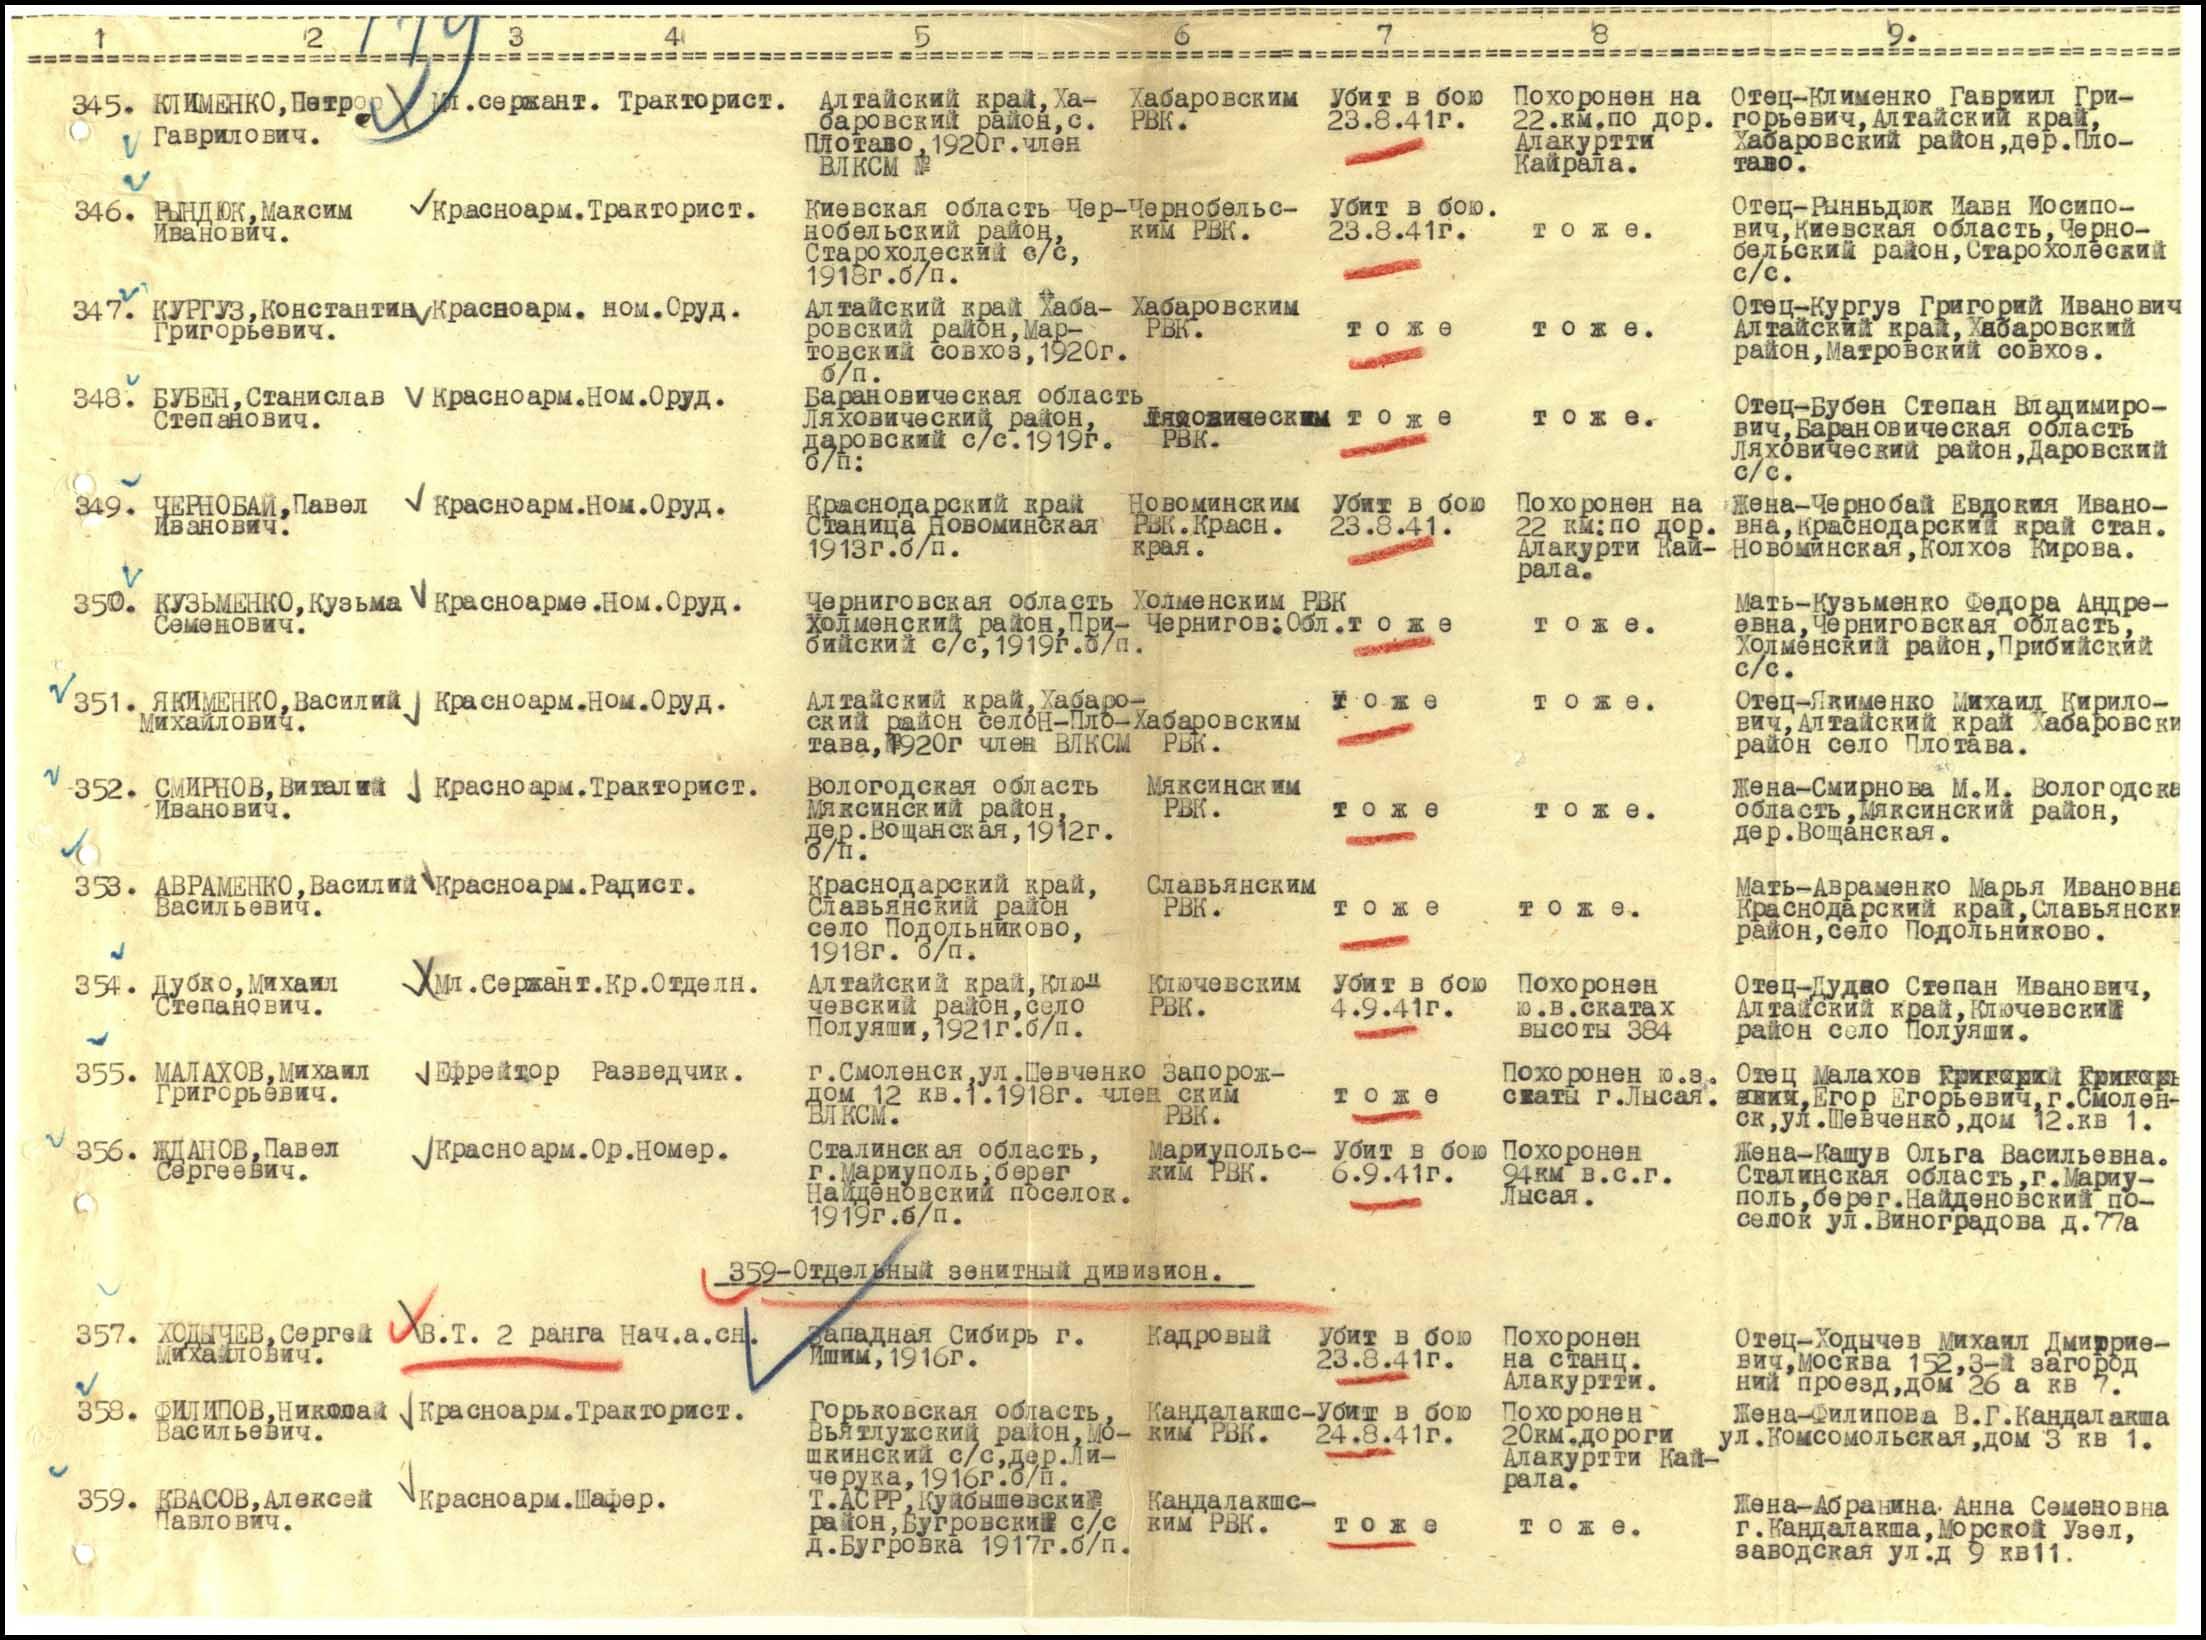 1 2 3 4 5 6 7 8 9.
179
345. КЛИМЕНКО,Петр Мл.сержант. Тракторист. Алтайский край,Ха- Хабаровским Убит в бою Похоронен на Отец-Клименко Гавриил Гри-
Гаврилович. баровский район,с. РВК. 23.8.41г. 22.км.по дор. горьевич,Алтайский край,
Плотаво,1920г.член Алакуртти Хабаровский район,дер.Пло-
ВЛКСМ Кайрала. таво.
346. РЫНДЮК,Максим Красноарм.Тракторист. Киевская область Чер- Чернобельс- Убит в бою. Отец-Рынньдюк Иавн Иосипо-
Иванович. нобельский район, ким РВК. 23.8.41г. т о ж е. вич,Киевская область,Черно-
Старохолеский с/с, бельский район,Старохолеский
1918г.б/п. с/с.
347. КУРГУЗ,Константин Красноарм. ном.Оруд. Алтайский край Хаба- Хабаровским Отец-Кургуз Григорий Иванович
Григорьевич. ровский район,Мар- РВК. т о ж е т о ж е. Алтайский край,Хабаровский
товский совхоз,1920г. район,Матровский совхоз.
б/п.
348. БУБЕН,Станислав Красноарм.Ном.Оруд. Барановическая область Отец-Бубен Степан Владимиро-
Степанович. Ляховический район, Ляховическим т о ж е т о ж е. вич,Барановическая область
даровский с/с.1919г. РВК. Ляховический район,Даровский
б/п: с/с.
349. ЧЕРНОБАЙ,Павел Красноарм.Ном.Оруд. Краснодарский край Новоминским Убит в бою Похоронен на Жена-Чернобай Евдокия Ивано-
Иванович. Станица Новоминская РВК.Красн. 23.8.41. 22 км:по дор. вна,Краснодарский край стан.
1913г.б/п. края. Алакурти Кай- Новоминская,Колхоз Кирова.
рала.
350. КУЗЬМЕНКО,Кузьма Красноарме.Ном.Оруд. Черниговская область Холменским РВК Мать-Кузьменко Федора Андре-
Семенович. Холменский район,При- Чернигов:Обл. т о ж е т о ж е. евна,Черниговская область,
бийский с/с,1919г.б/п. Холменский район,Прибийский
с/с.
351. ЯКИМЕНКО,Василий Красноарм.Ном.Оруд. Алтайский край,Хабаро- т о ж е т о ж е. Отец-Якименко Михаил Кирило-
Михайлович. ский район селоН-Пло- Хабаровским вич,Алтайский край Хабаровски
тава,1920г член ВЛКСМ РВК. район село Плотава.
352. СМИРНОВ,Виталий Красноарм.Тракторист. Вологодская область Мяксинским Жена-Смирнова М.И. Вологодска
Иванович. Мяксинский район, РВК. т о ж е т о ж е. область,Мяксинский район,
дер.Вощанская,1912г. дер.Вощанская.
б/п.
353. АВРАМЕНКО,Василий Красноарм.Радист. Краснодарский край, Славьянским Мать-Авраменко Марья Ивановна
Васильевич. Славьянский район РВК. т о ж е т о ж е. Краснодарский край,Славьянски
село Подольниково, район,село Подольниково.
1918г. б/п.
354. Дубко,Михаил Мл.Сержант.Кр.Отделн. Алтайский край,Клю- Ключевским Убит в бою Похоронен Отец-Дудко Степан Иванович,
Степанович. чевский район,село РВК. 4.9.41г. ю.в.скатах Алтайский край,Ключевский
Полуяши,1921г.б/п. высоты 384 район село Полуяши.
355. МАЛАХОВ,Михаил Ефрейтор Разведчик. г.Смоленск,ул.Шевченко Запорож- Похоронен ю.в. Отец Малахов
Григорьевич. дом 12 кв.1.1918г. член ским т о ж е скаты г.Лысая. Егор Егорьевич,г.Смолен-
ВЛКСМ. РВК. ск,ул.Шевченко,дом 12.кв 1.
356. ЖДАНОВ,Павел Красноарм.Ор.Номер. Сталинская область, Мариупольс- Убит в бою Похоронен Жена-Кашув Ольга Васильевна.
Сергеевич. г.Мариуполь,берег ким РВК. 6.9.41г. 94км в.с.г. Сталинская область,г.Мариу-
Найденовский поселок. Лысая. поль,берег.Найденовский по-
1919г.б/п. селок ул.Виноградова д.77а
359-Отдельный зенитный дивизион.
357. ХОДЫЧЕВ,Сергей В.Т. 2 ранга Нач.а.сн. Западная Сибирь г. Кадровый Убит в бою Похоронен Отец-Ходычев Михаил Дмитрие-
Михайлович. Ишим,1916г. 23.8.41г. на станц. вич,Москва 152,3-й загород
Алакуртти. ний проезд,дом 26 а кв 7.
358. ФИЛИПОВ,Николай Красноарм.Тракторист. Горьковская область, Кандалакшс- Убит в бою Похоронен Жена-Филипова В.Г.Кандалакша
Васильевич. Вьятлужский район,Мо- ким РВК. 24.8.41г. 20км.дороги ул.Комсомольская,дом 3 кв 1.
шкинский с/с,дер.Ли- Алакуртти Кай-
черука,1916г.б/п. рала.
359. КВАСОВ,Алексей Красноарм.Шафер. Т.АСРР,Куйбышевский Кандалакшс- Жена-Абранина Анна Семеновна
Павлович. район,Бугровский с/с ким РВК. т о ж е т о ж е. г.Кандалакша,Морской Узел,
д.Бугровка 1917г.б/п. заводская ул.д 9 кв11.